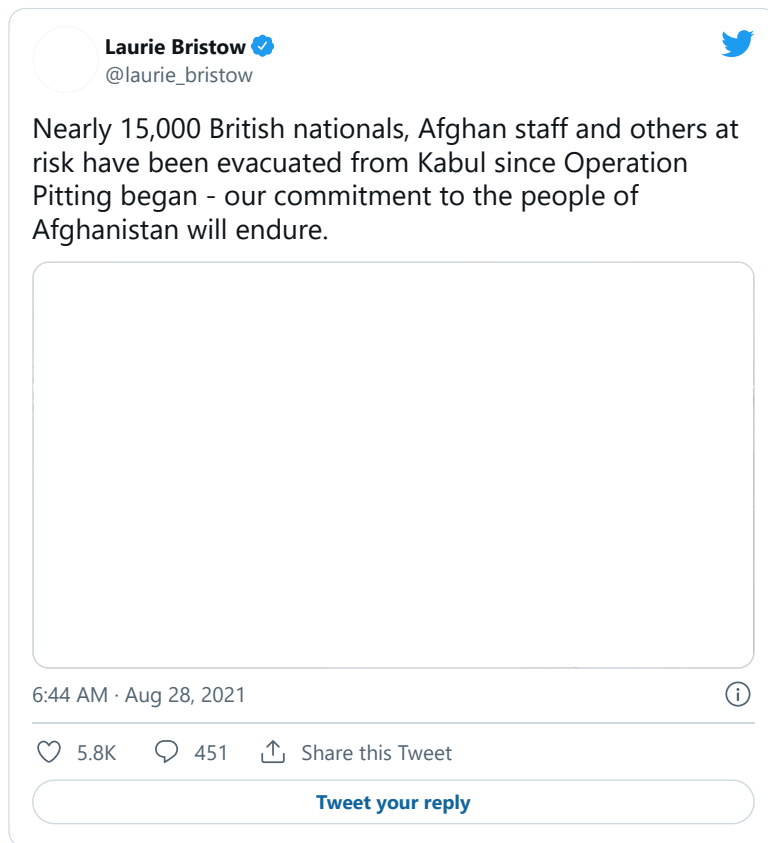 Laurie Bristow
@laurie_bristow
Nearly 15,000 British nationals, Afghan staff and others at
risk have been evacuated from Kabul since Operation
Pitting began - our commitment to the people of
Afghanistan will endure.
6:44 AM · Aug 28, 2021
5.8K 451 Share this Tweet
Tweet your reply